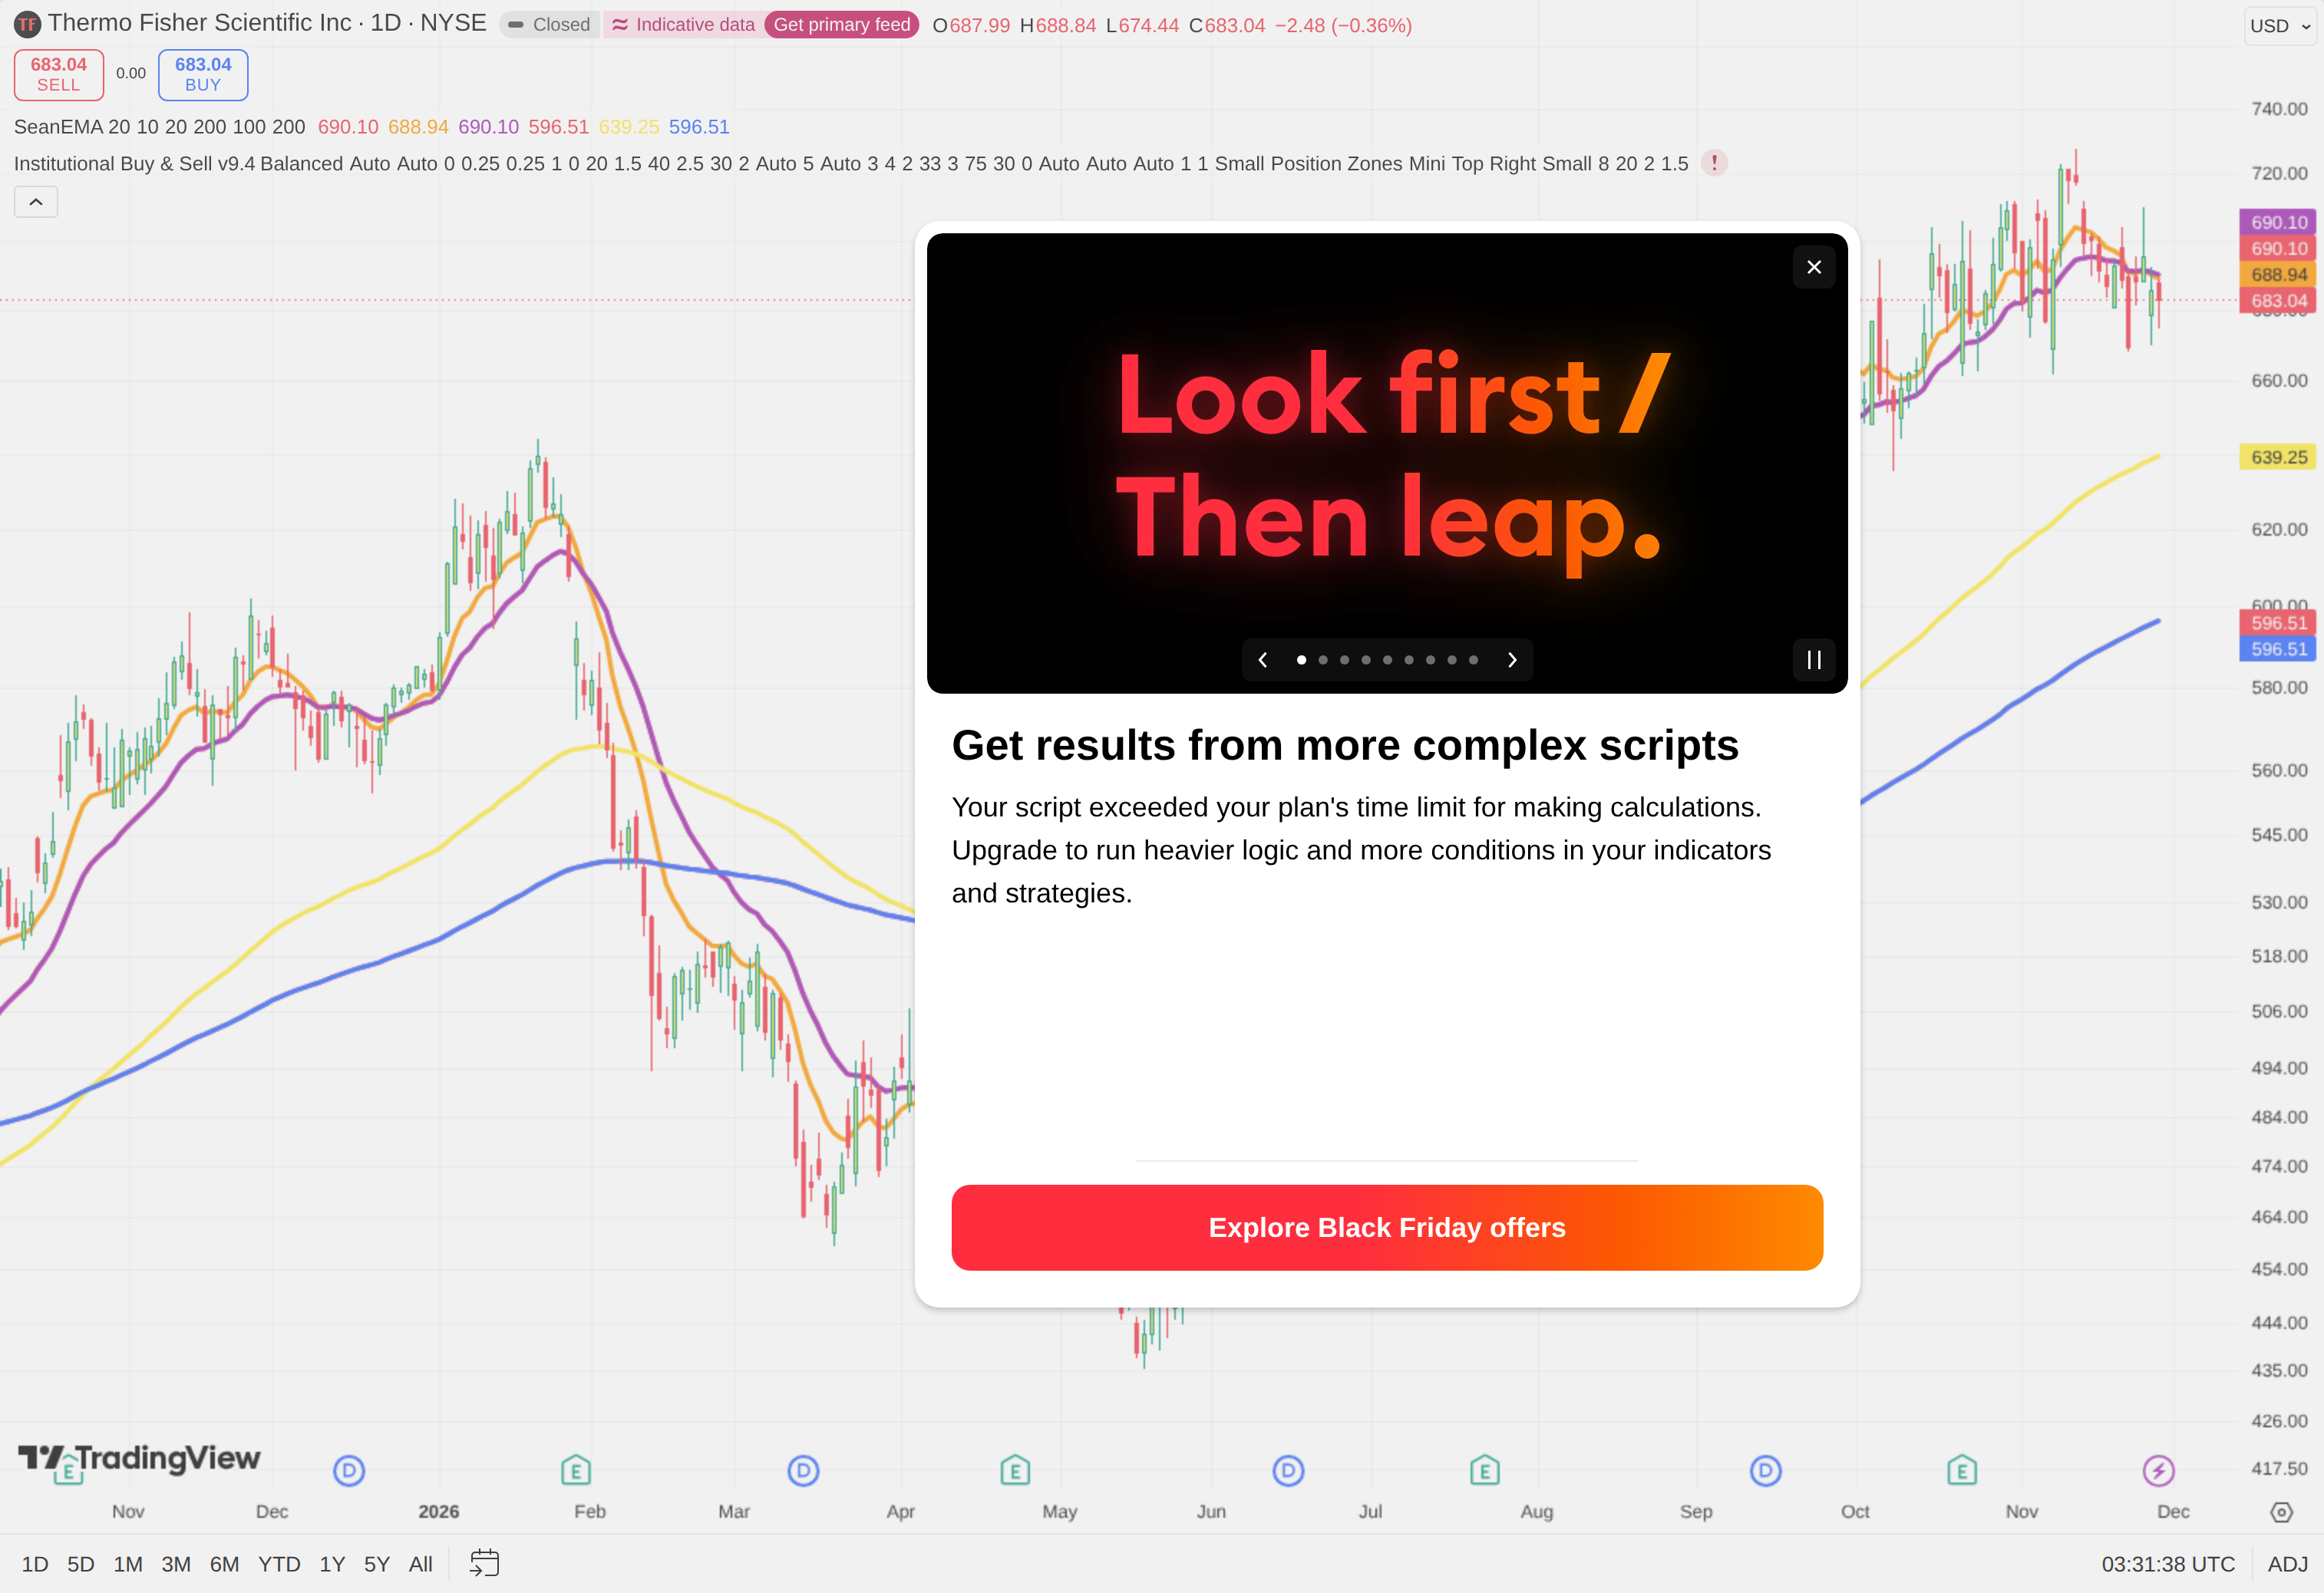 TF Thermo Fisher Scientific Inc · 1D · NYSE Closed Indicative data Get primary feed O687.99 H688.84 L674.44 C683.04 −2.48 (−0.36%) USD
683.04 SELL 0.00 683.04 BUY
SeanEMA 20 10 20 200 100 200 690.10 688.94 690.10 596.51 639.25 596.51
Institutional Buy & Sell v9.4 Balanced Auto Auto 0 0.25 0.25 1 0 20 1.5 40 2.5 30 2 Auto 5 Auto 3 4 2 33 3 75 30 0 Auto Auto Auto 1 1 Small Position Zones Mini Top Right Small 8 20 2 1.5 !
Look first /
Then leap.
Get results from more complex scripts
Your script exceeded your plan's time limit for making calculations.
Upgrade to run heavier logic and more conditions in your indicators
and strategies.
Explore Black Friday offers
740.00
720.00
690.10
690.10
688.94
683.04
660.00
639.25
620.00
600.00
596.51
596.51
580.00
560.00
545.00
530.00
518.00
506.00
494.00
484.00
474.00
464.00
454.00
444.00
435.00
426.00
417.50
TradingView
E D E D E D E D E
Nov Dec 2026 Feb Mar Apr May Jun Jul Aug Sep Oct Nov Dec
1D 5D 1M 3M 6M YTD 1Y 5Y All 03:31:38 UTC ADJ